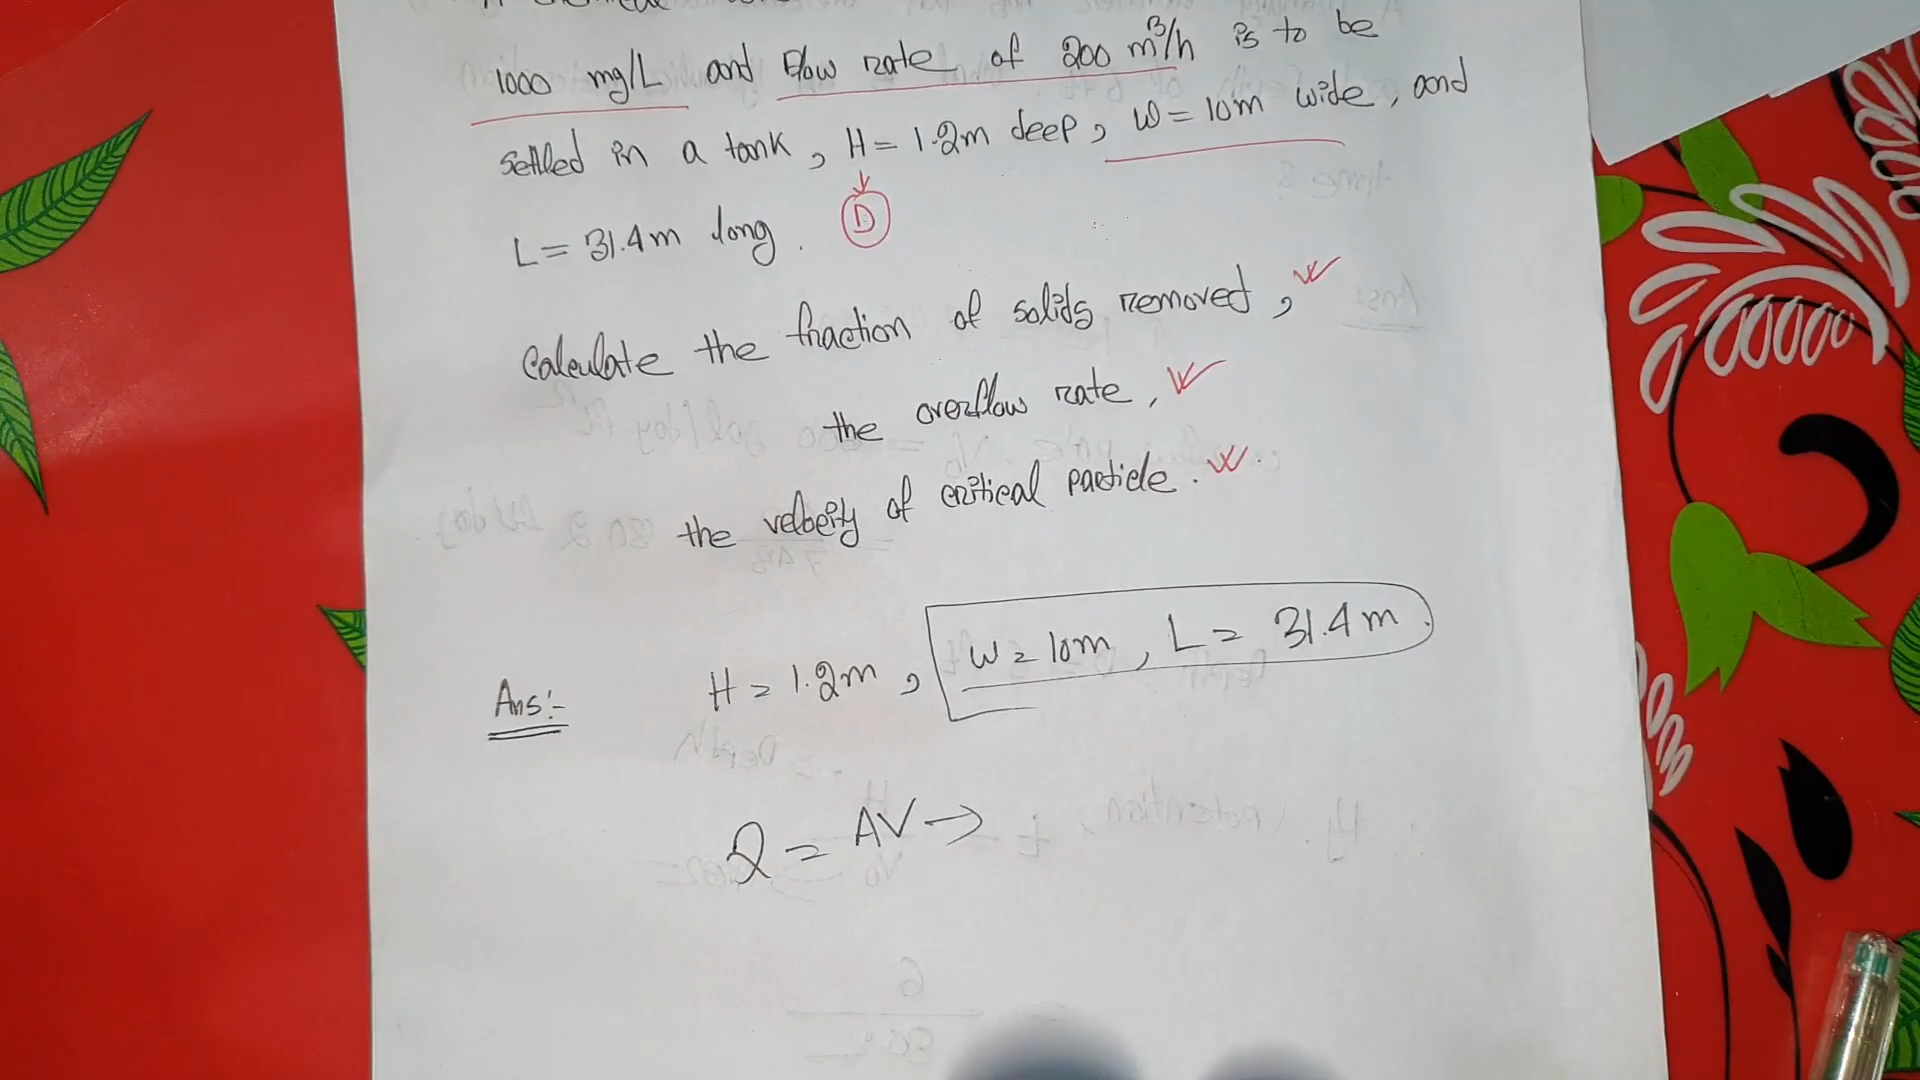 1000 mg/L and flow rate of 200 m³/h is to be
settled in a tank, H = 1.2m deep, W = 10m wide, and
D
L = 31.4m long.
Calculate the fraction of solids removed,
the overflow rate,
the velocity of critical particle.
Ans:-
H = 1.2m, W = 10m, L = 31.4m.
Q = AV →